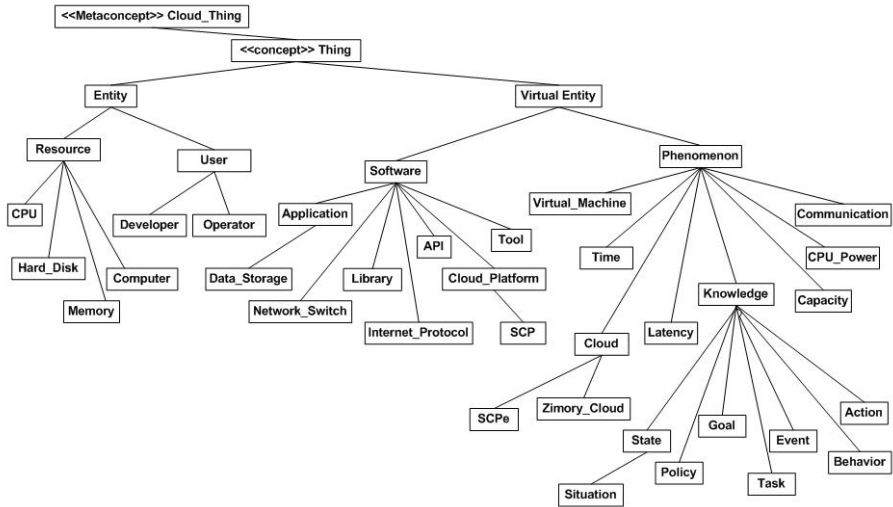 <<Metaconcept>> Cloud_Thing
<<concept>> Thing
Entity
Virtual Entity
Resource
User
Software
Phenomenon
CPU
Developer
Operator
Application
API
Tool
Virtual_Machine
Communication
Hard_Disk
Computer
Data_Storage
Library
Cloud_Platform
Time
CPU_Power
Memory
Network_Switch
Internet_Protocol
SCP
Cloud
Latency
Knowledge
Capacity
SCPe
Zimory_Cloud
State
Policy
Goal
Event
Action
Behavior
Situation
Task